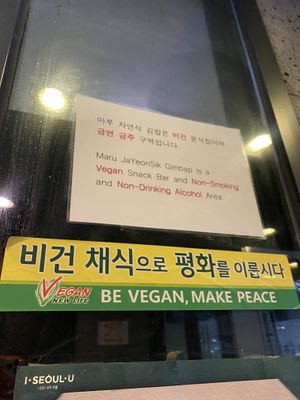 마루 자연식 김밥은 비건 분식집이며
금연 금주 구역입니다.
Maru JaYeonSik Gimbap is a
Vegan Snack Bar and Non-Smoking
and Non-Drinking Alcohol Area
비건 채식으로 평화를 이룹시다
VEGAN
NEW LIFE
BE VEGAN, MAKE PEACE
I·SEOUL·U